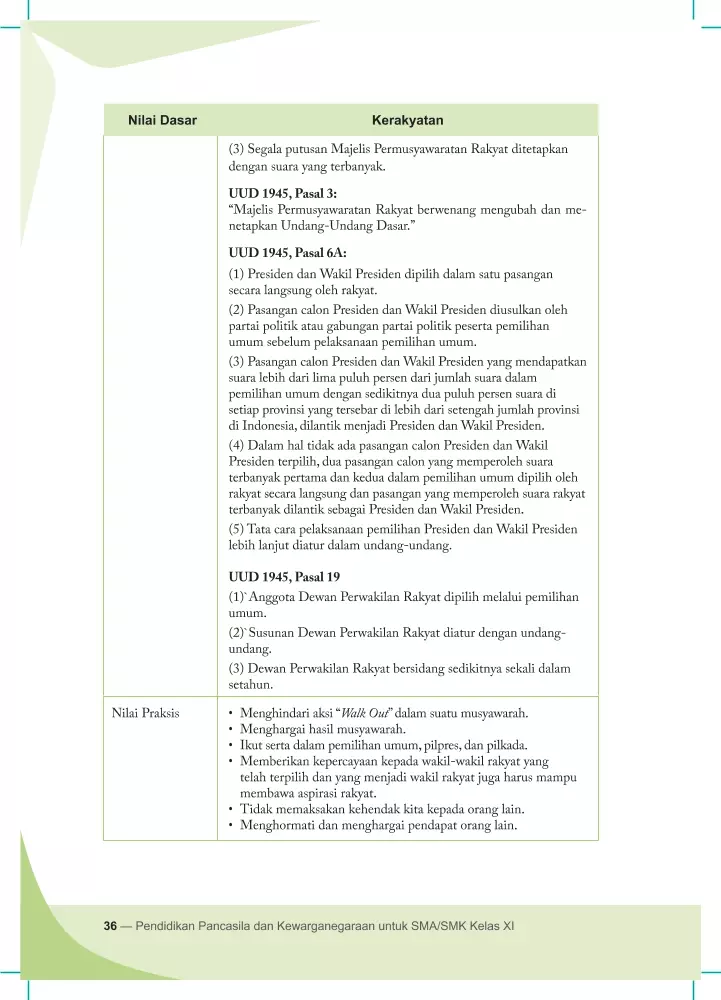 Nilai Dasar Kerakyatan
(3) Segala putusan Majelis Permusyawaratan Rakyat ditetapkan
dengan suara yang terbanyak.
UUD 1945, Pasal 3:
“Majelis Permusyawaratan Rakyat berwenang mengubah dan me-
netapkan Undang-Undang Dasar.”
UUD 1945, Pasal 6A:
(1) Presiden dan Wakil Presiden dipilih dalam satu pasangan
secara langsung oleh rakyat.
(2) Pasangan calon Presiden dan Wakil Presiden diusulkan oleh
partai politik atau gabungan partai politik peserta pemilihan
umum sebelum pelaksanaan pemilihan umum.
(3) Pasangan calon Presiden dan Wakil Presiden yang mendapatkan
suara lebih dari lima puluh persen dari jumlah suara dalam
pemilihan umum dengan sedikitnya dua puluh persen suara di
setiap provinsi yang tersebar di lebih dari setengah jumlah provinsi
di Indonesia, dilantik menjadi Presiden dan Wakil Presiden.
(4) Dalam hal tidak ada pasangan calon Presiden dan Wakil
Presiden terpilih, dua pasangan calon yang memperoleh suara
terbanyak pertama dan kedua dalam pemilihan umum dipilih oleh
rakyat secara langsung dan pasangan yang memperoleh suara rakyat
terbanyak dilantik sebagai Presiden dan Wakil Presiden.
(5) Tata cara pelaksanaan pemilihan Presiden dan Wakil Presiden
lebih lanjut diatur dalam undang-undang.
UUD 1945, Pasal 19
(1)`Anggota Dewan Perwakilan Rakyat dipilih melalui pemilihan
umum.
(2)`Susunan Dewan Perwakilan Rakyat diatur dengan undang-
undang.
(3) Dewan Perwakilan Rakyat bersidang sedikitnya sekali dalam
setahun.
Nilai Praksis
• Menghindari aksi “Walk Out” dalam suatu musyawarah.
• Menghargai hasil musyawarah.
• Ikut serta dalam pemilihan umum, pilpres, dan pilkada.
• Memberikan kepercayaan kepada wakil-wakil rakyat yang
telah terpilih dan yang menjadi wakil rakyat juga harus mampu
membawa aspirasi rakyat.
• Tidak memaksakan kehendak kita kepada orang lain.
• Menghormati dan menghargai pendapat orang lain.
36 — Pendidikan Pancasila dan Kewarganegaraan untuk SMA/SMK Kelas XI